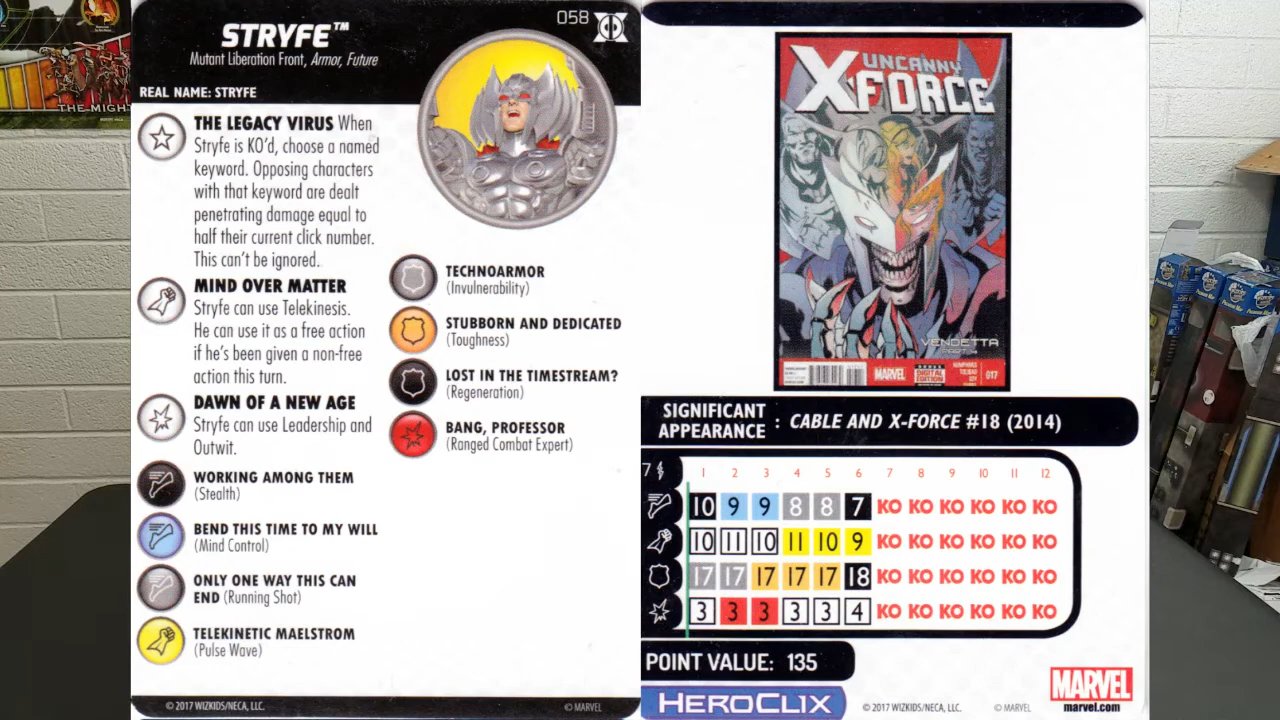 THE MIGH
STRYFE™
058
Mutant Liberation Front, Armor, Future
REAL NAME: STRYFE
THE LEGACY VIRUS When
Stryfe is KO'd, choose a named
keyword. Opposing characters
with that keyword are dealt
penetrating damage equal to
half their current click number.
This can't be ignored.
MIND OVER MATTER
Stryfe can use Telekinesis.
He can use it as a free action
if he's been given a non-free
action this turn.
DAWN OF A NEW AGE
Stryfe can use Leadership and
Outwit.
WORKING AMONG THEM
(Stealth)
BEND THIS TIME TO MY WILL
(Mind Control)
ONLY ONE WAY THIS CAN
END (Running Shot)
TELEKINETIC MAELSTROM
(Pulse Wave)
TECHNOARMOR
(Invulnerability)
STUBBORN AND DEDICATED
(Toughness)
LOST IN THE TIMESTREAM?
(Regeneration)
BANG, PROFESSOR
(Ranged Combat Expert)
© 2017 WIZKIDS/NECA, LLC.
© MARVEL
UNCANNY
XFORCE
VENDETTA
PART 4
MARVEL
DIGITAL
EDITION
017
SIGNIFICANT
APPEARANCE : CABLE AND X-FORCE #18 (2014)
7 1 2 3 4 5 6 7 8 9 10 11 12
10 9 9 8 8 7 KO KO KO KO KO KO
10 11 10 11 10 9 KO KO KO KO KO KO
17 17 17 17 17 18 KO KO KO KO KO KO
3 3 3 3 3 4 KO KO KO KO KO KO
POINT VALUE: 135
HEROCLIX
© 2017 WIZKIDS/NECA, LLC.
© MARVEL
MARVEL
marvel.com